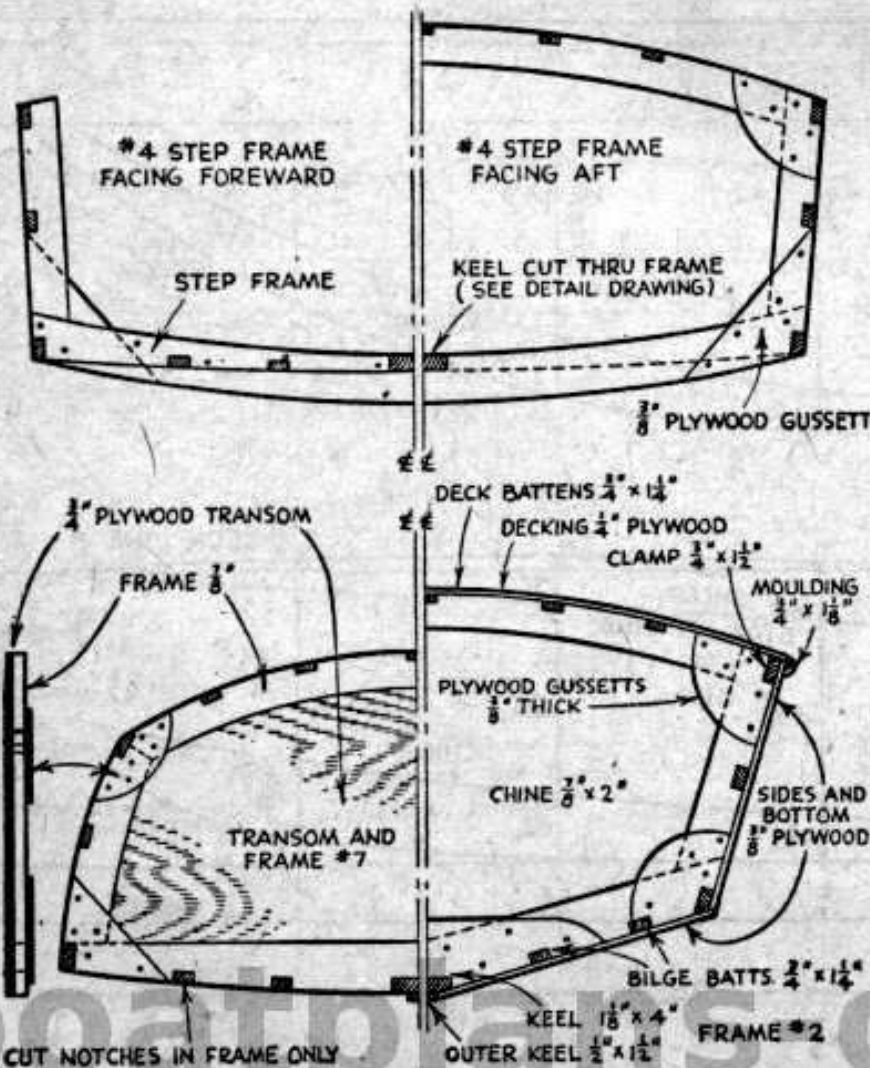 #4 STEP FRAME
FACING FOREWARD
#4 STEP FRAME
FACING AFT
STEP FRAME
KEEL CUT THRU FRAME
(SEE DETAIL DRAWING)
3/8" PLYWOOD GUSSETT
3/4" PLYWOOD TRANSOM
FRAME 7/8"
DECK BATTENS 3/4" x 1 1/4"
DECKING 1/4" PLYWOOD
CLAMP 3/4" x 1 1/2"
MOULDING
3/4" x 1 1/8"
PLYWOOD GUSSETTS
3/8" THICK
CHINE 7/8" x 2"
SIDES AND
BOTTOM
3/8" PLYWOOD
TRANSOM AND
FRAME #7
BILGE BATTS. 3/4" x 1 1/4"
KEEL 1 1/8" x 4"
FRAME #2
CUT NOTCHES IN FRAME ONLY
OUTER KEEL 1/2" x 1 1/2"
boatplans